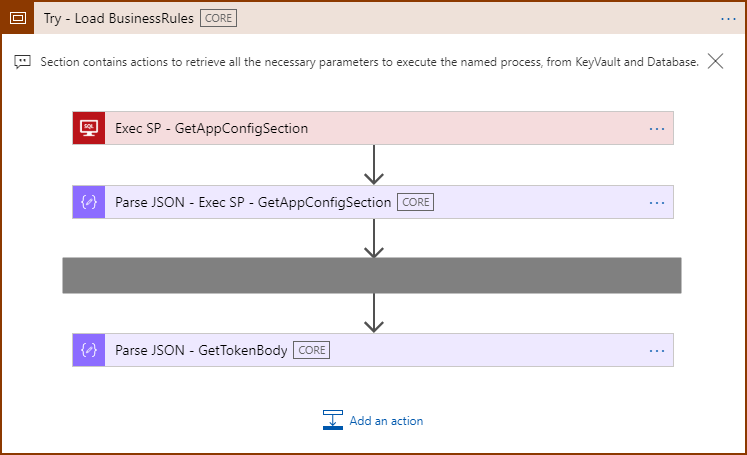 Try - Load BusinessRules CORE
Section contains actions to retrieve all the necessary parameters to execute the named process, from KeyVault and Database.
SQL
Exec SP - GetAppConfigSection
Parse JSON - Exec SP - GetAppConfigSection CORE
Parse JSON - GetTokenBody CORE
Add an action